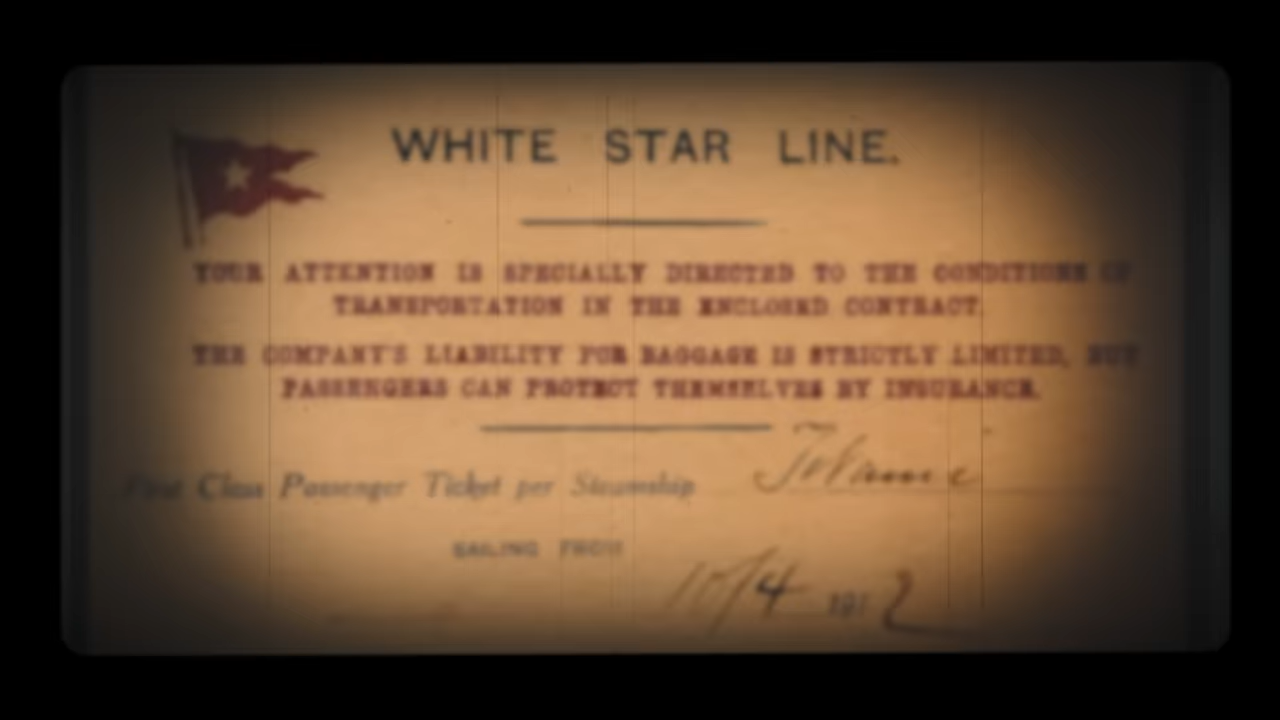 WHITE STAR LINE.
YOUR ATTENTION IS SPECIALLY DIRECTED TO THE CONDITIONS OF
TRANSPORTATION IN THE ENCLOSED CONTRACT.
THE COMPANY'S LIABILITY FOR BAGGAGE IS STRICTLY LIMITED, BUT
PASSENGERS CAN PROTECT THEMSELVES BY INSURANCE.
First Class Passenger Ticket per Steamship
SAILING FROM
10/4 1912